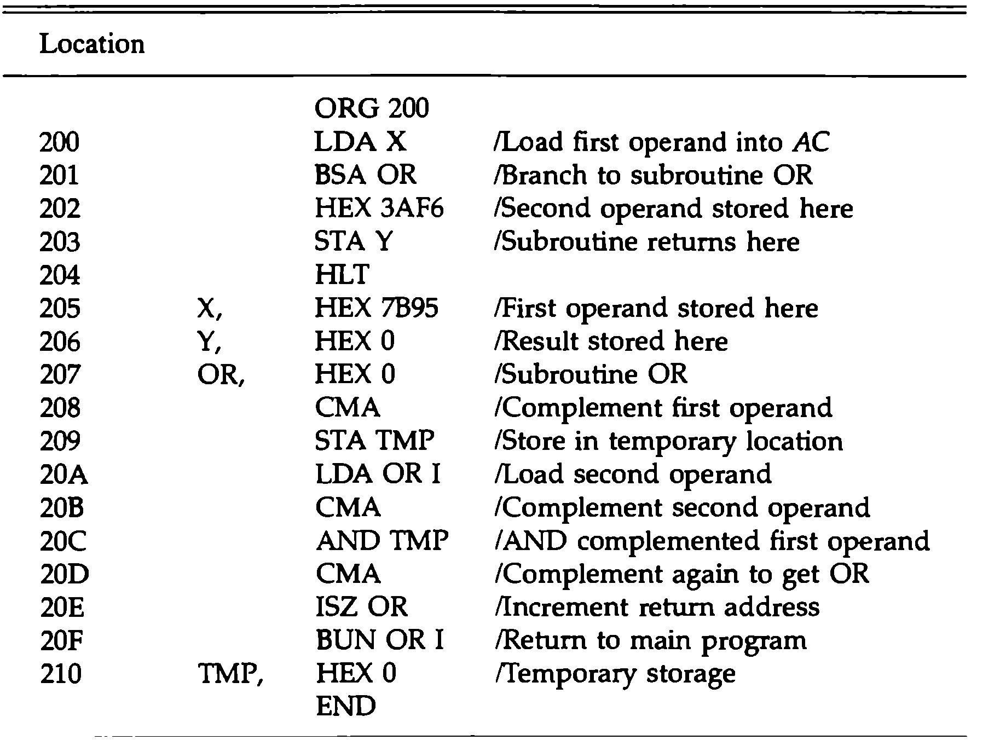 Location
ORG 200
200 LDA X /Load first operand into AC
201 BSA OR /Branch to subroutine OR
202 HEX 3AF6 /Second operand stored here
203 STA Y /Subroutine returns here
204 HLT
205 X, HEX 7B95 /First operand stored here
206 Y, HEX 0 /Result stored here
207 OR, HEX 0 /Subroutine OR
208 CMA /Complement first operand
209 STA TMP /Store in temporary location
20A LDA OR I /Load second operand
20B CMA /Complement second operand
20C AND TMP /AND complemented first operand
20D CMA /Complement again to get OR
20E ISZ OR /Increment return address
20F BUN OR I /Return to main program
210 TMP, HEX 0 /Temporary storage
END